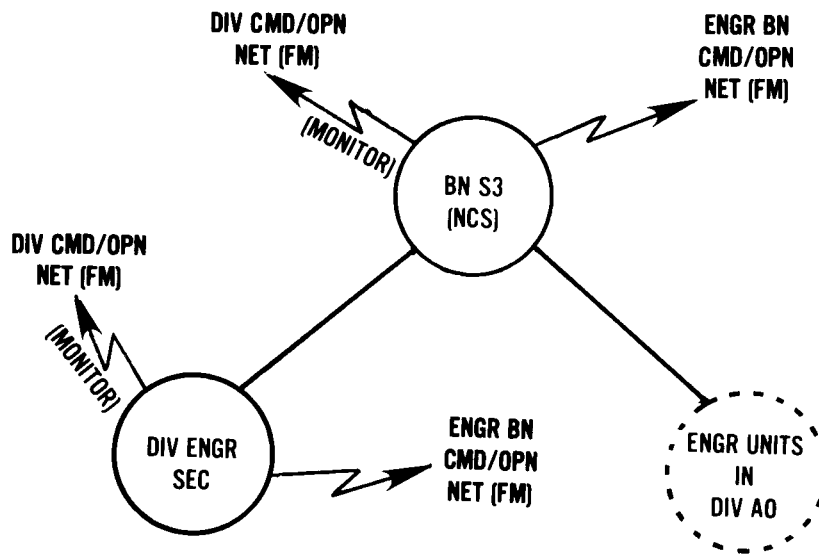 DIV CMD/OPN
NET (FM)
(MONITOR)
ENGR BN
CMD/OPN
NET (FM)
BN S3
(NCS)
DIV CMD/OPN
NET (FM)
(MONITOR)
DIV ENGR
SEC
ENGR BN
CMD/OPN
NET (FM)
ENGR UNITS
IN
DIV AO